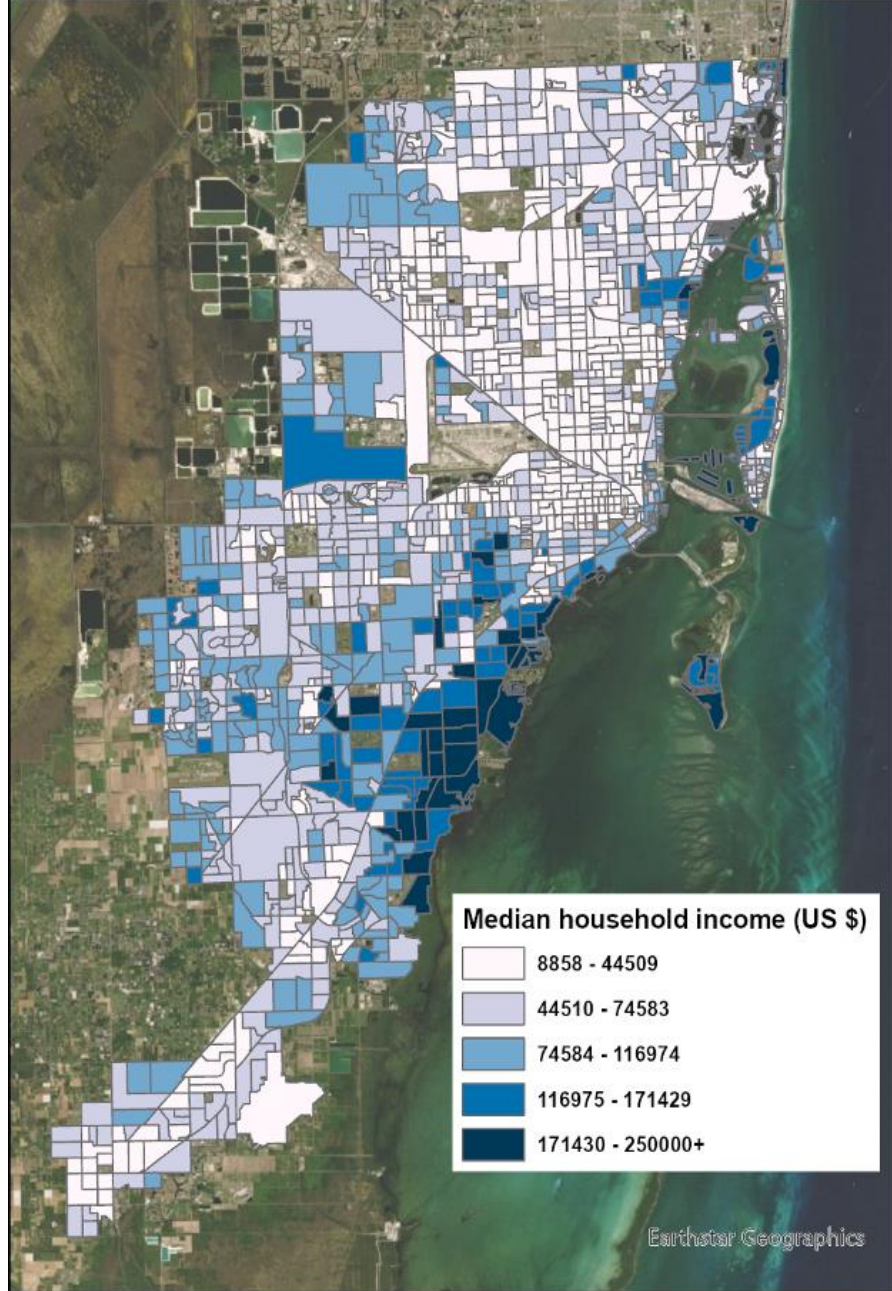 Median household income (US $)
8858 - 44509
44510 - 74583
74584 - 116974
116975 - 171429
171430 - 250000+
Earthstar Geographics